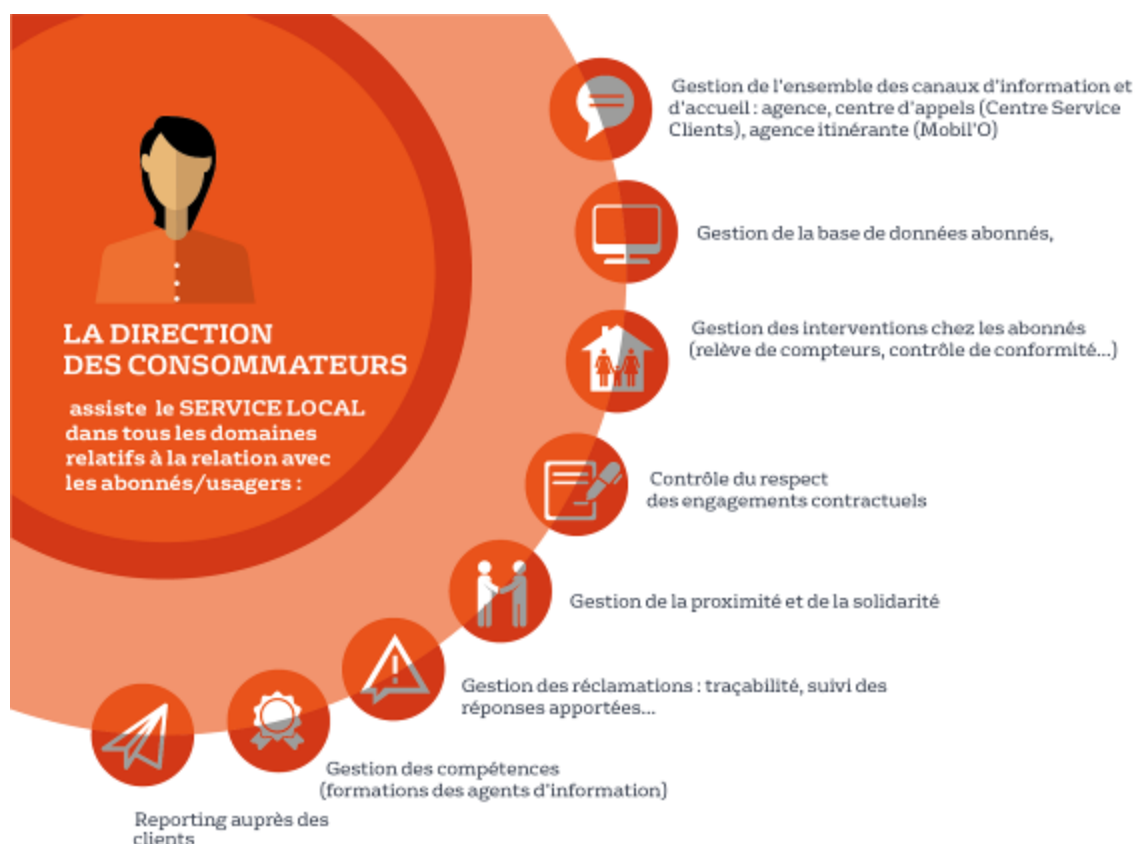 LA DIRECTION
DES CONSOMMATEURS
assiste le SERVICE LOCAL
dans tous les domaines
relatifs à la relation avec
les abonnés/usagers :
Gestion de l'ensemble des canaux d'information et
d'accueil : agence, centre d'appels (Centre Service
Clients), agence itinérante (Mobil'O)
Gestion de la base de données abonnés,
Gestion des interventions chez les abonnés
(relève de compteurs, contrôle de conformité...)
Contrôle du respect
des engagements contractuels
Gestion de la proximité et de la solidarité
Gestion des réclamations : traçabilité, suivi des
réponses apportées...
Gestion des compétences
(formations des agents d'information)
Reporting auprès des
clients